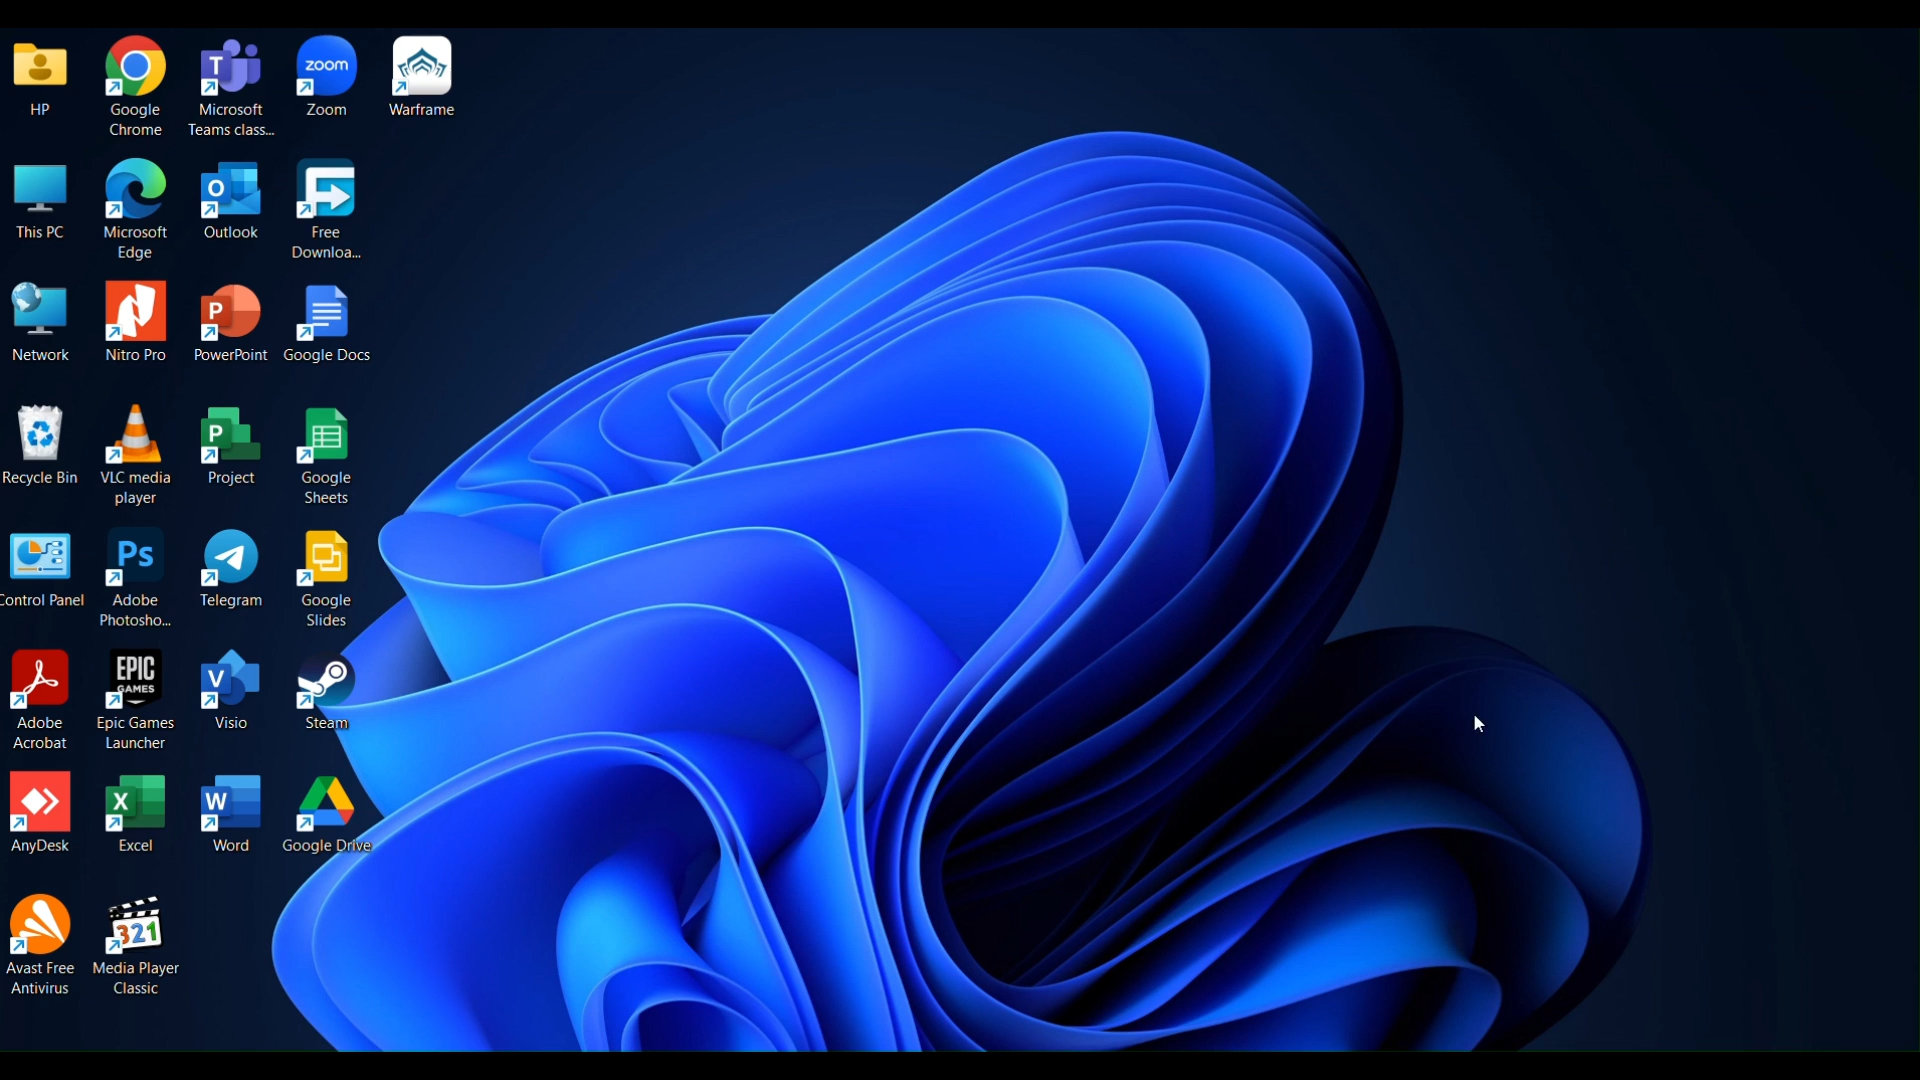 HP
Google
Chrome
Microsoft
Teams class...
zoom
Zoom
Warframe
This PC
Microsoft
Edge
Outlook
Free
Downloa...
Network
Nitro Pro
PowerPoint
Google Docs
Recycle Bin
VLC media
player
Project
Google
Sheets
Control Panel
Ps
Adobe
Photosho...
Telegram
Google
Slides
Adobe
Acrobat
EPIC
GAMES
Epic Games
Launcher
Visio
Steam
AnyDesk
Excel
Word
Google Drive
Avast Free
Antivirus
321
Media Player
Classic